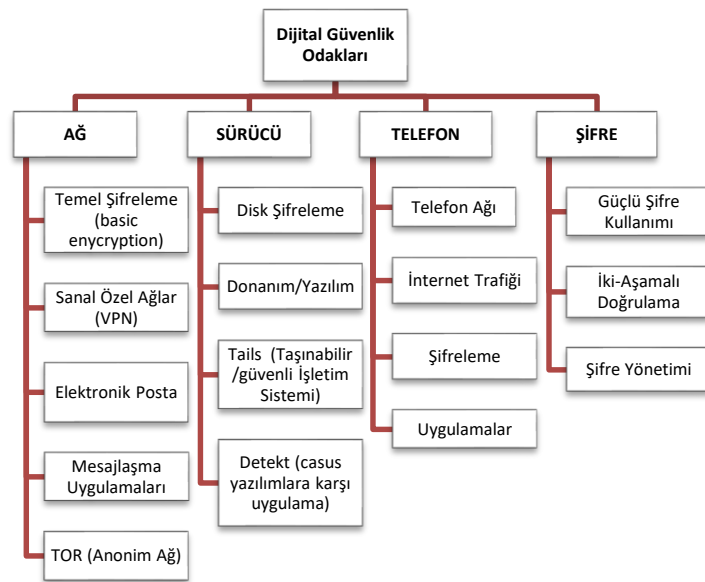 Dijital Güvenlik
Odakları
AĞ
Temel Şifreleme
(basic
enycryption)
Sanal Özel Ağlar
(VPN)
Elektronik Posta
Mesajlaşma
Uygulamaları
TOR (Anonim Ağ)
SÜRÜCÜ
Disk Şifreleme
Donanım/Yazılım
Tails (Taşınabilir
/güvenli İşletim
Sistemi)
Detekt (casus
yazılımlara karşı
uygulama)
TELEFON
Telefon Ağı
İnternet Trafiği
Şifreleme
Uygulamalar
ŞİFRE
Güçlü Şifre
Kullanımı
İki-Aşamalı
Doğrulama
Şifre Yönetimi